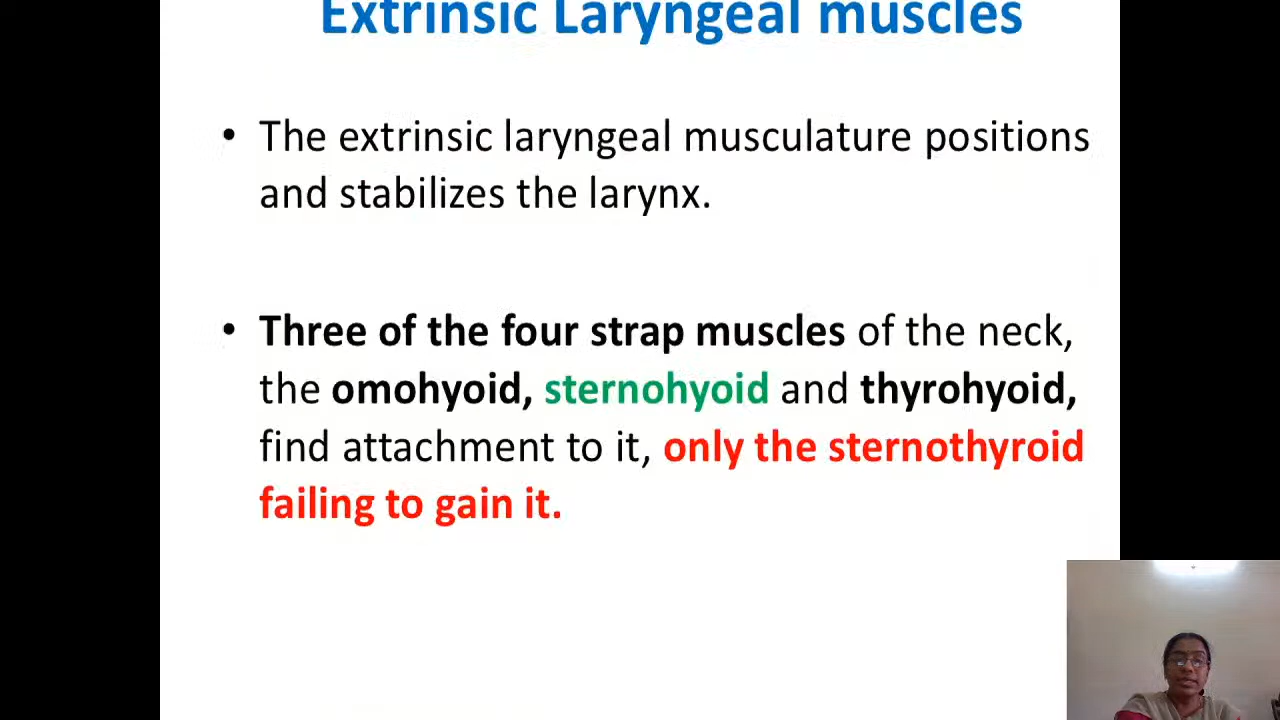 Extrinsic Laryngeal muscles
• The extrinsic laryngeal musculature positions
and stabilizes the larynx.
• Three of the four strap muscles of the neck,
the omohyoid, sternohyoid and thyrohyoid,
find attachment to it, only the sternothyroid
failing to gain it.